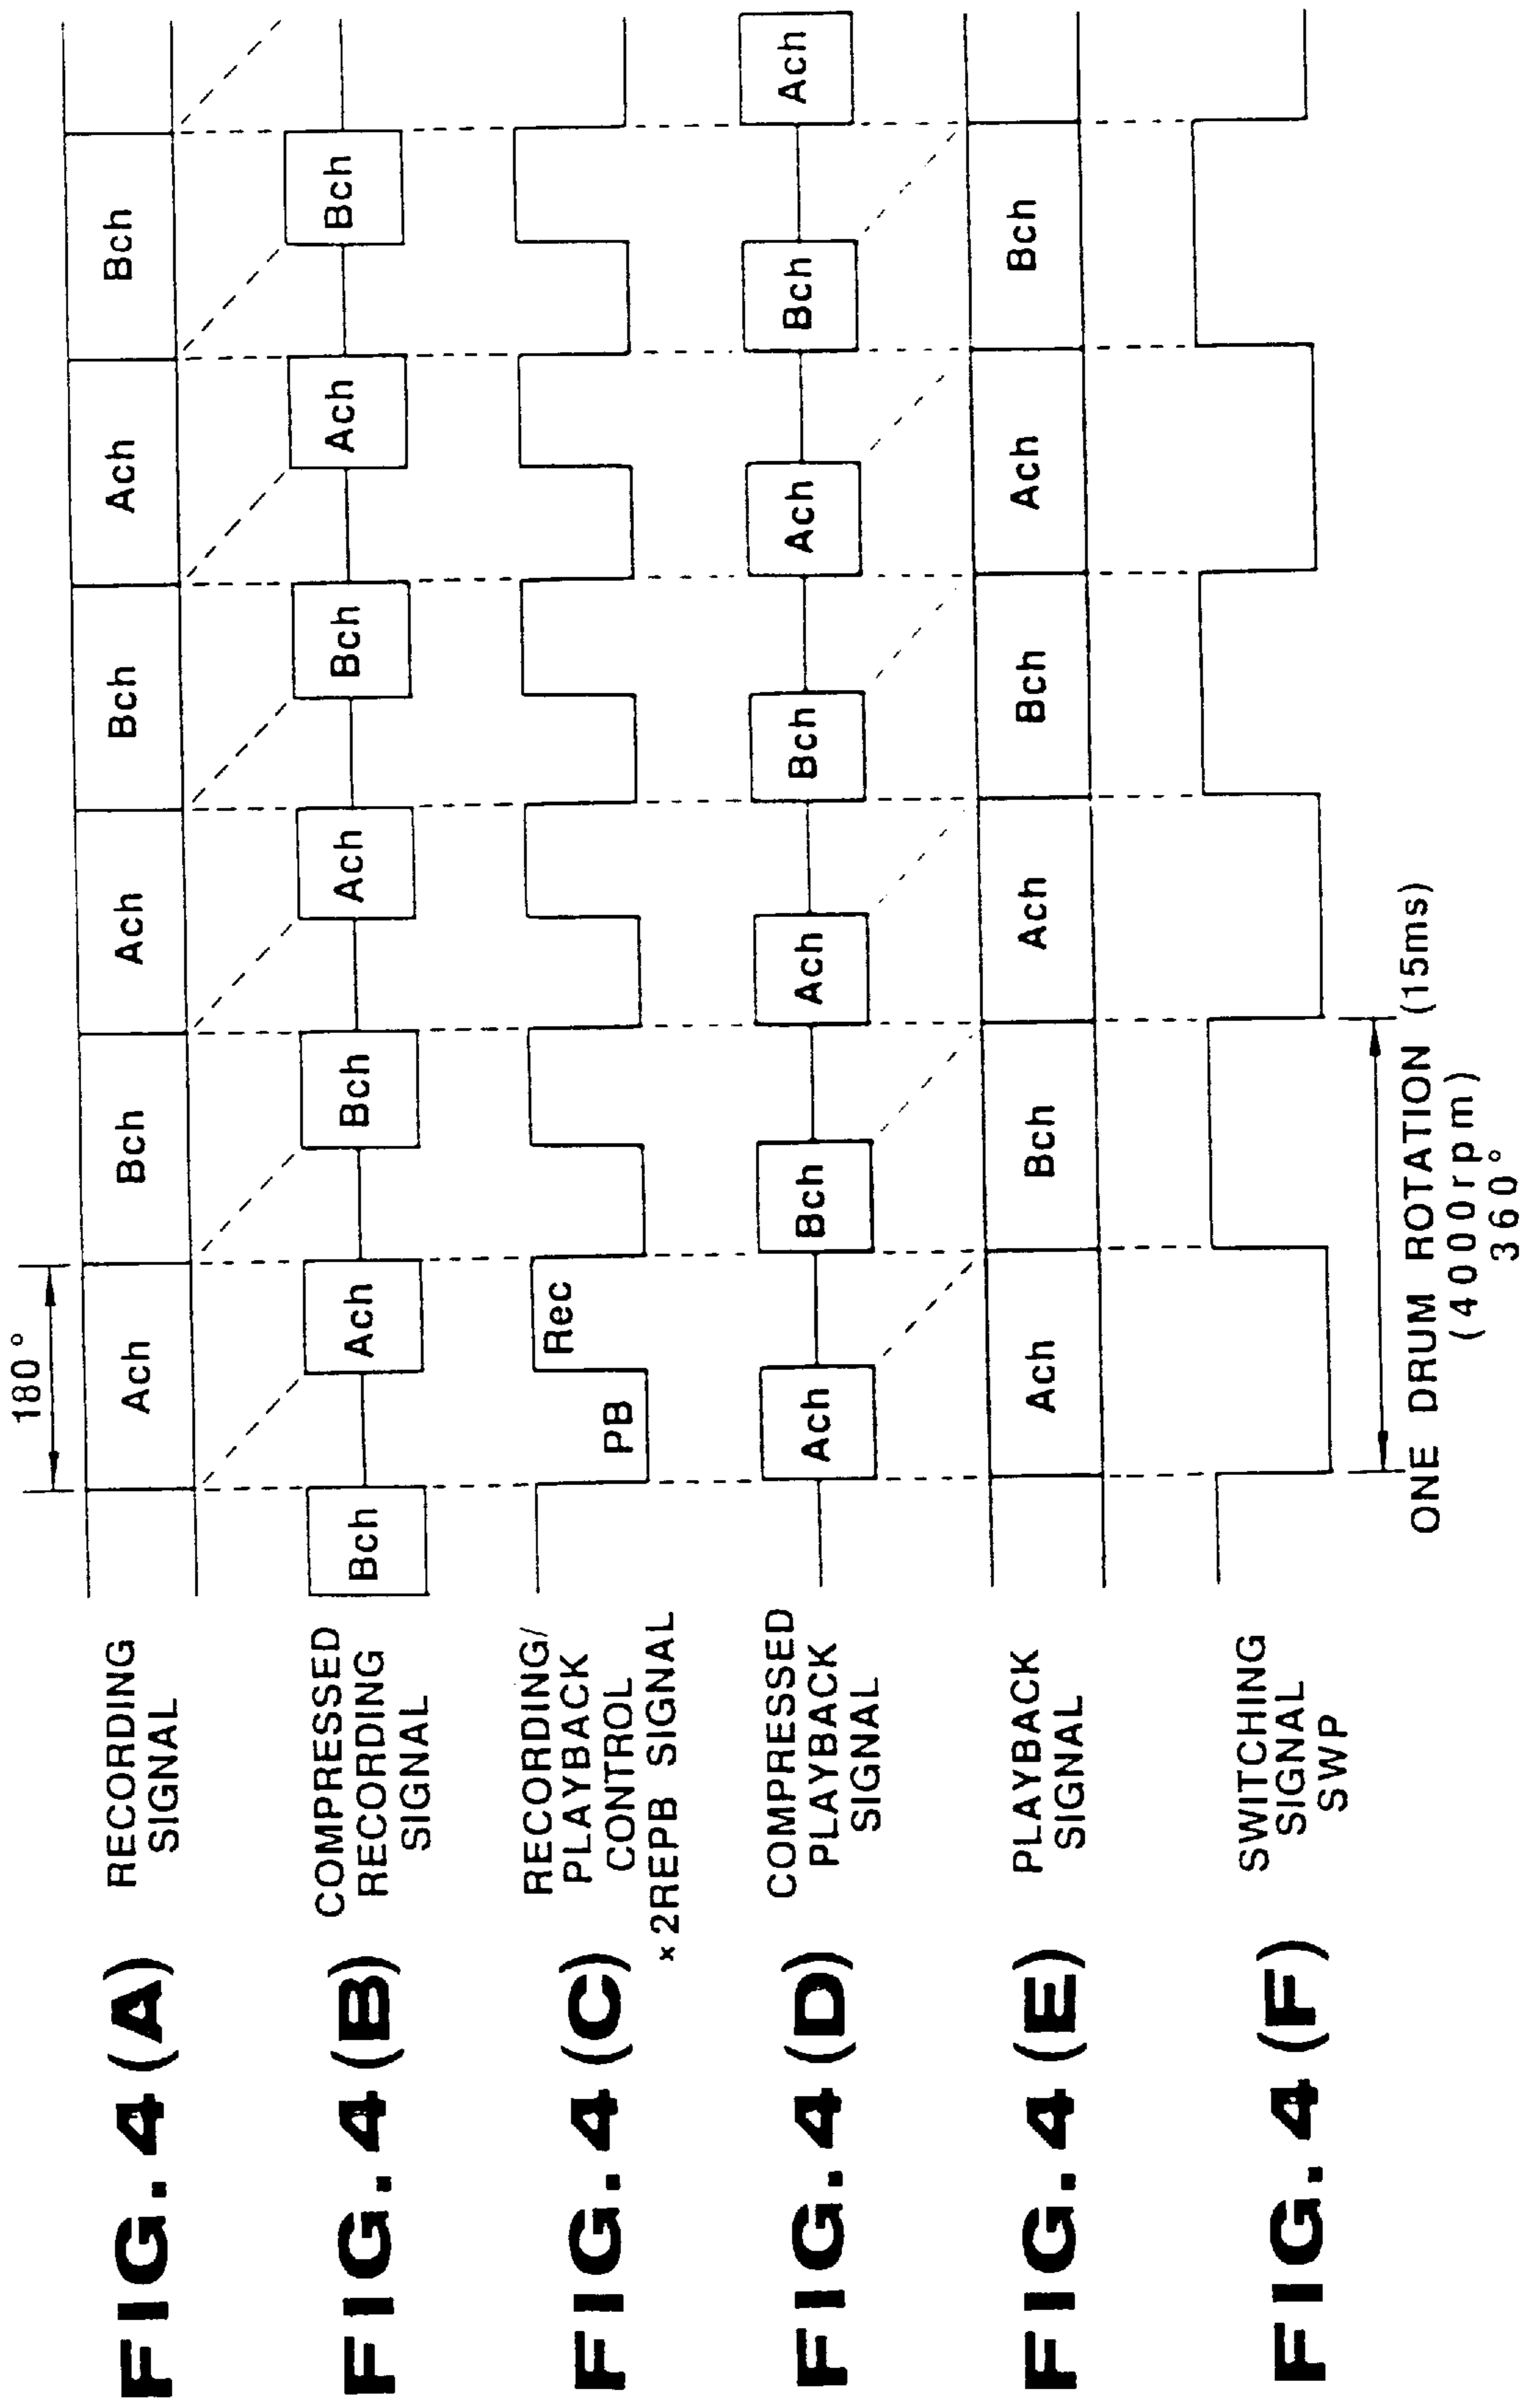 180°
FIG. 4 (A) RECORDING
SIGNAL
Ach Bch Ach Bch Ach Bch
FIG. 4 (B) COMPRESSED
RECORDING
SIGNAL
Bch Ach Bch Ach Bch Ach Bch
FIG. 4 (C) RECORDING/
PLAYBACK
CONTROL
×2REPB SIGNAL
PB Rec
FIG. 4 (D) COMPRESSED
PLAYBACK
SIGNAL
Ach Bch Ach Bch Ach Bch Ach
FIG. 4 (E) PLAYBACK
SIGNAL
Ach Bch Ach Bch Ach Bch
FIG. 4 (F) SWITCHING
SIGNAL
SWP
ONE DRUM ROTATION (15ms)
(4000rpm)
360°